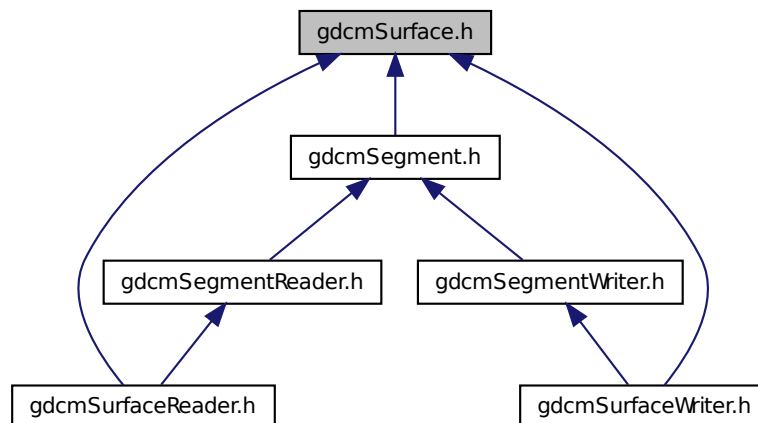 gdcmSurface.h
gdcmSegment.h
gdcmSegmentReader.h
gdcmSegmentWriter.h
gdcmSurfaceReader.h
gdcmSurfaceWriter.h